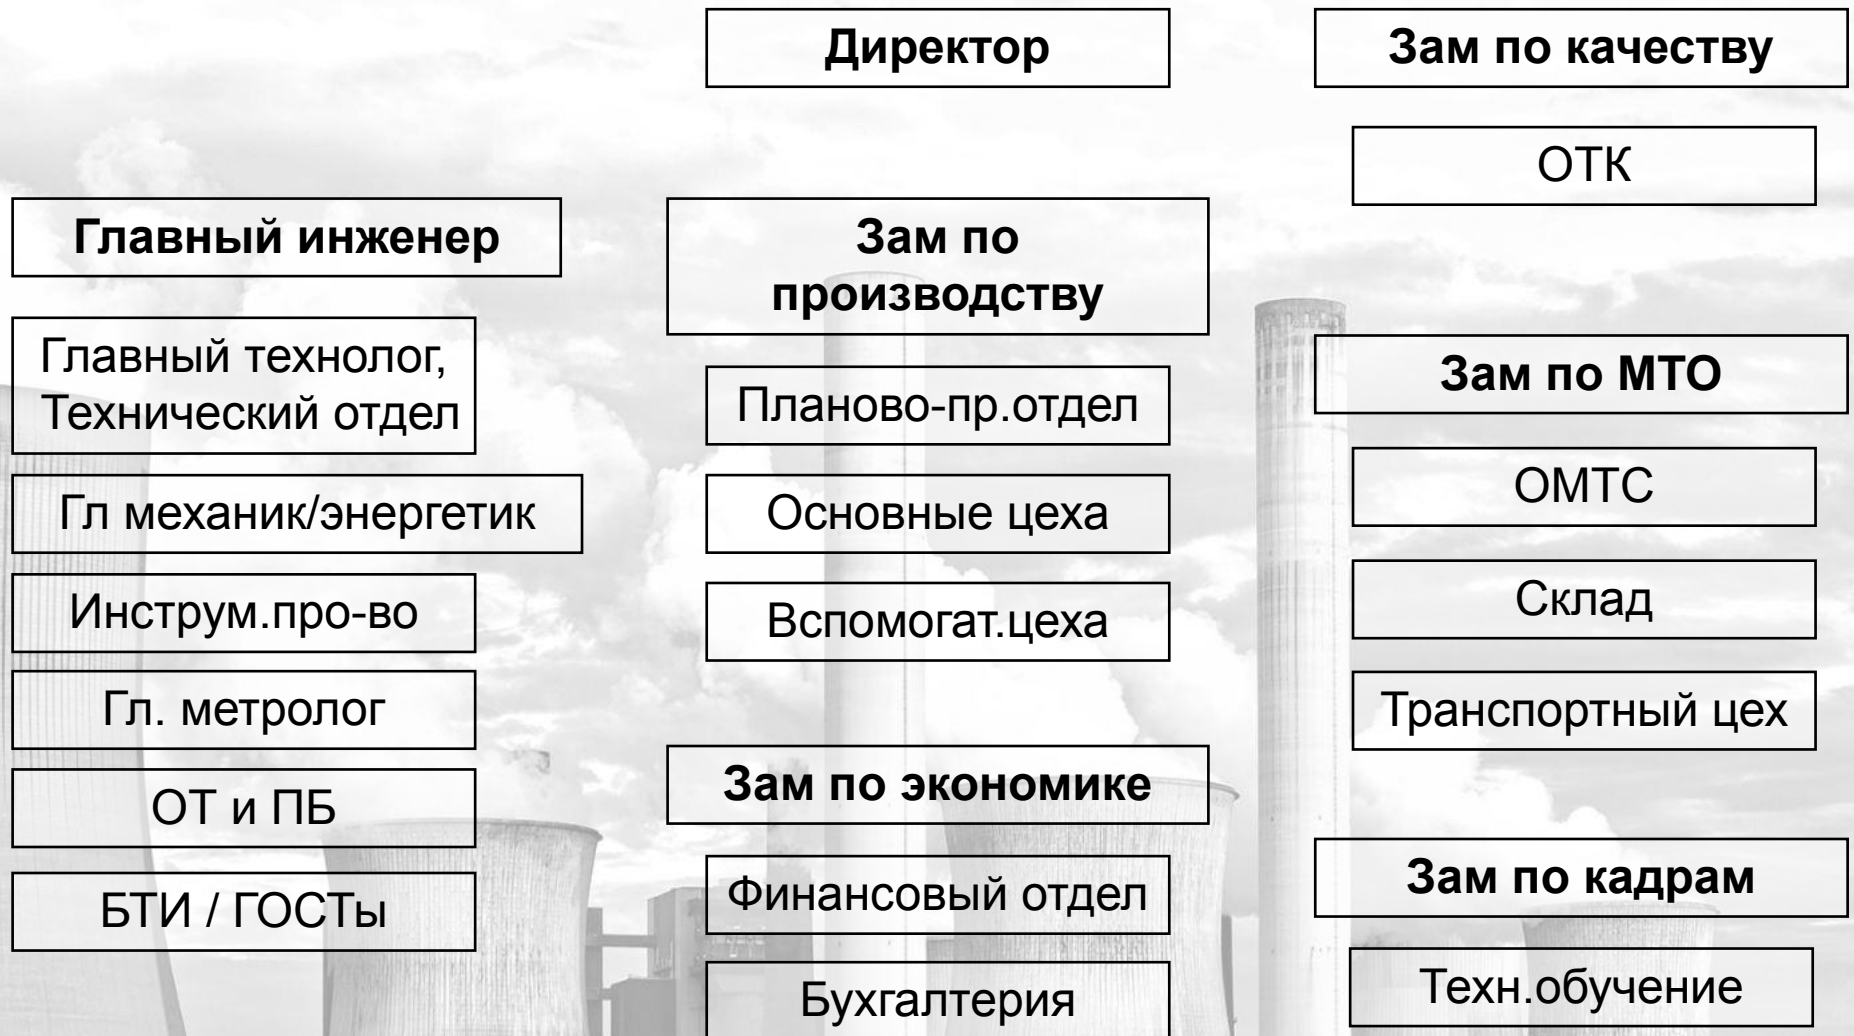 Директор
Зам по качеству
ОТК
Главный инженер
Главный технолог,
Технический отдел
Гл механик/энергетик
Инструм.про-во
Гл. метролог
ОТ и ПБ
БТИ / ГОСТы
Зам по
производству
Планово-пр.отдел
Основные цеха
Вспомогат.цеха
Зам по экономике
Финансовый отдел
Бухгалтерия
Зам по МТО
ОМТС
Склад
Транспортный цех
Зам по кадрам
Техн.обучение